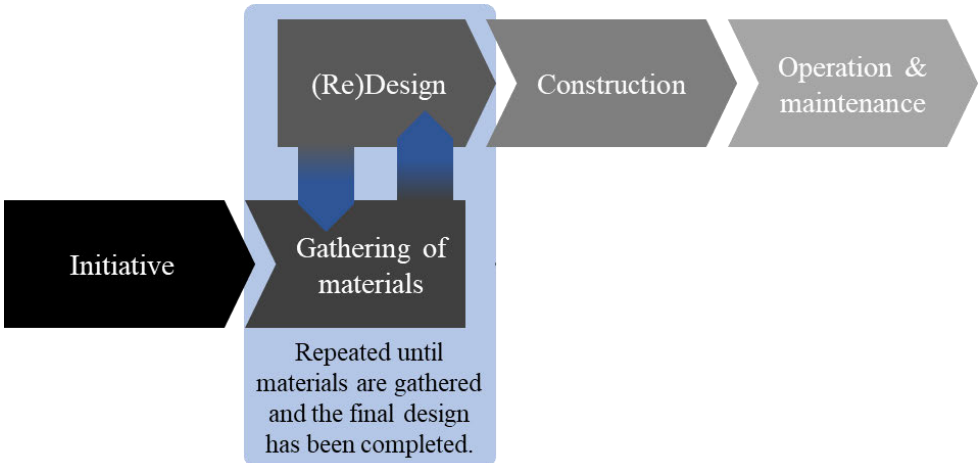 (Re)Design
Construction
Operation &
maintenance
Initiative
Gathering of
materials
Repeated until
materials are gathered
and the final design
has been completed.